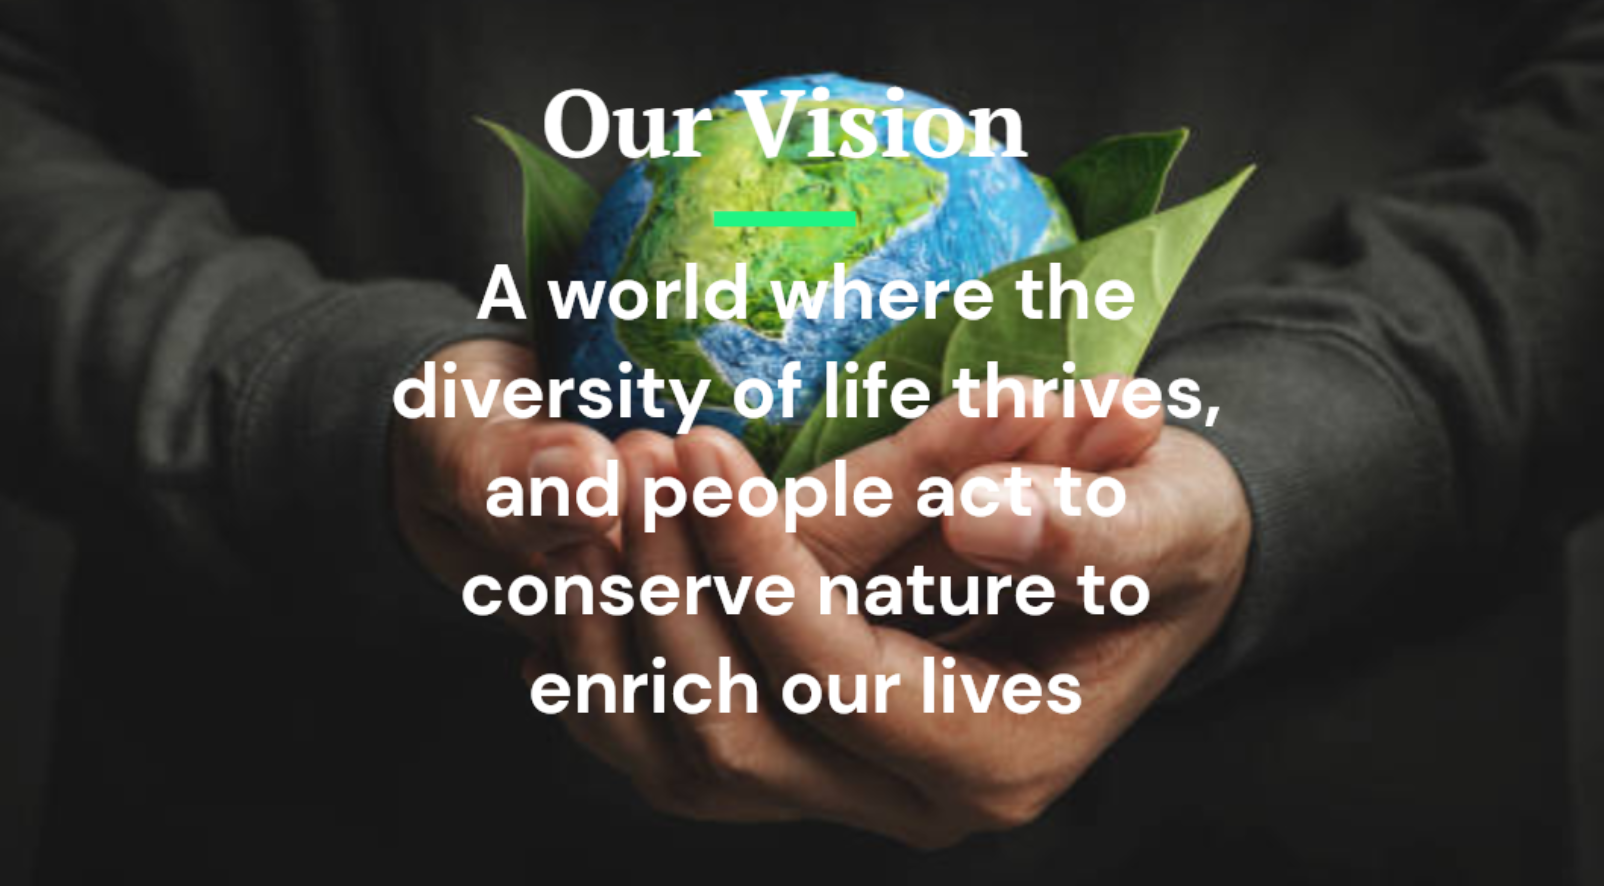 Our Vision
A world where the
diversity of life thrives,
and people act to
conserve nature to
enrich our lives